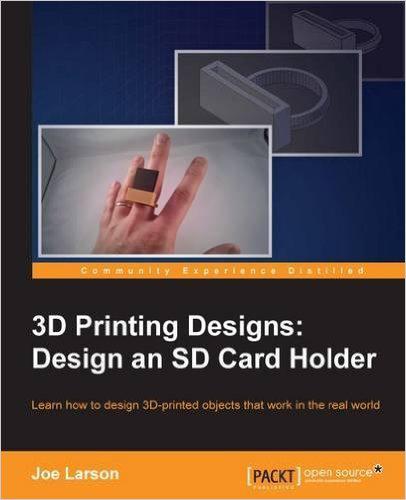 Community Experience Distilled
3D Printing Designs:
Design an SD Card Holder
Learn how to design 3D-printed objects that work in the real world
Joe Larson
[PACKT] open source*
PUBLISHING